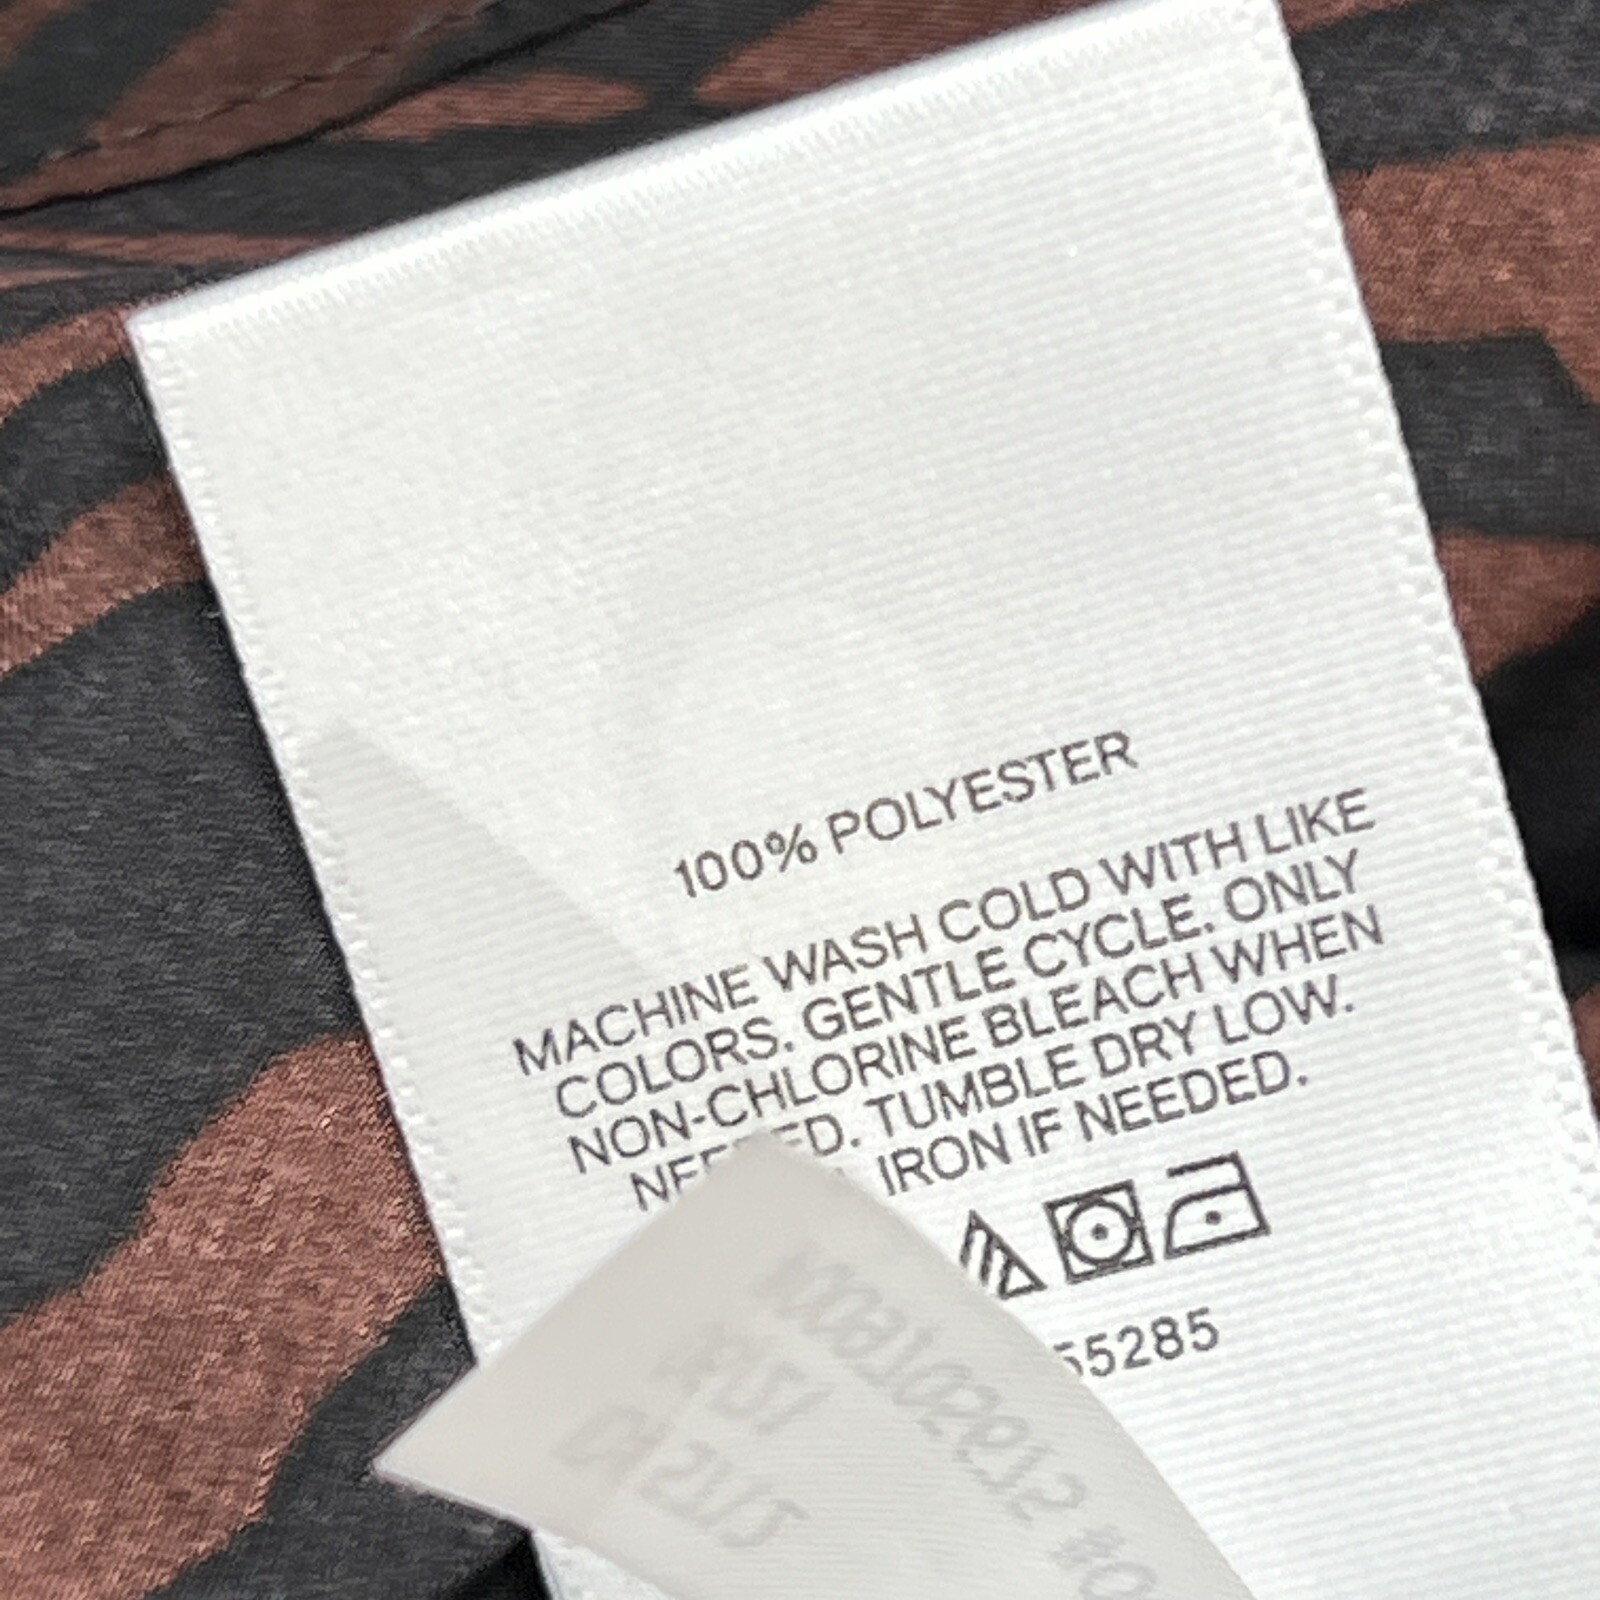 100% POLYESTER
MACHINE WASH COLD WITH LIKE
COLORS. GENTLE CYCLE. ONLY
NON-CHLORINE BLEACH WHEN
NEEDED. TUMBLE DRY LOW.
IRON IF NEEDED.
55285